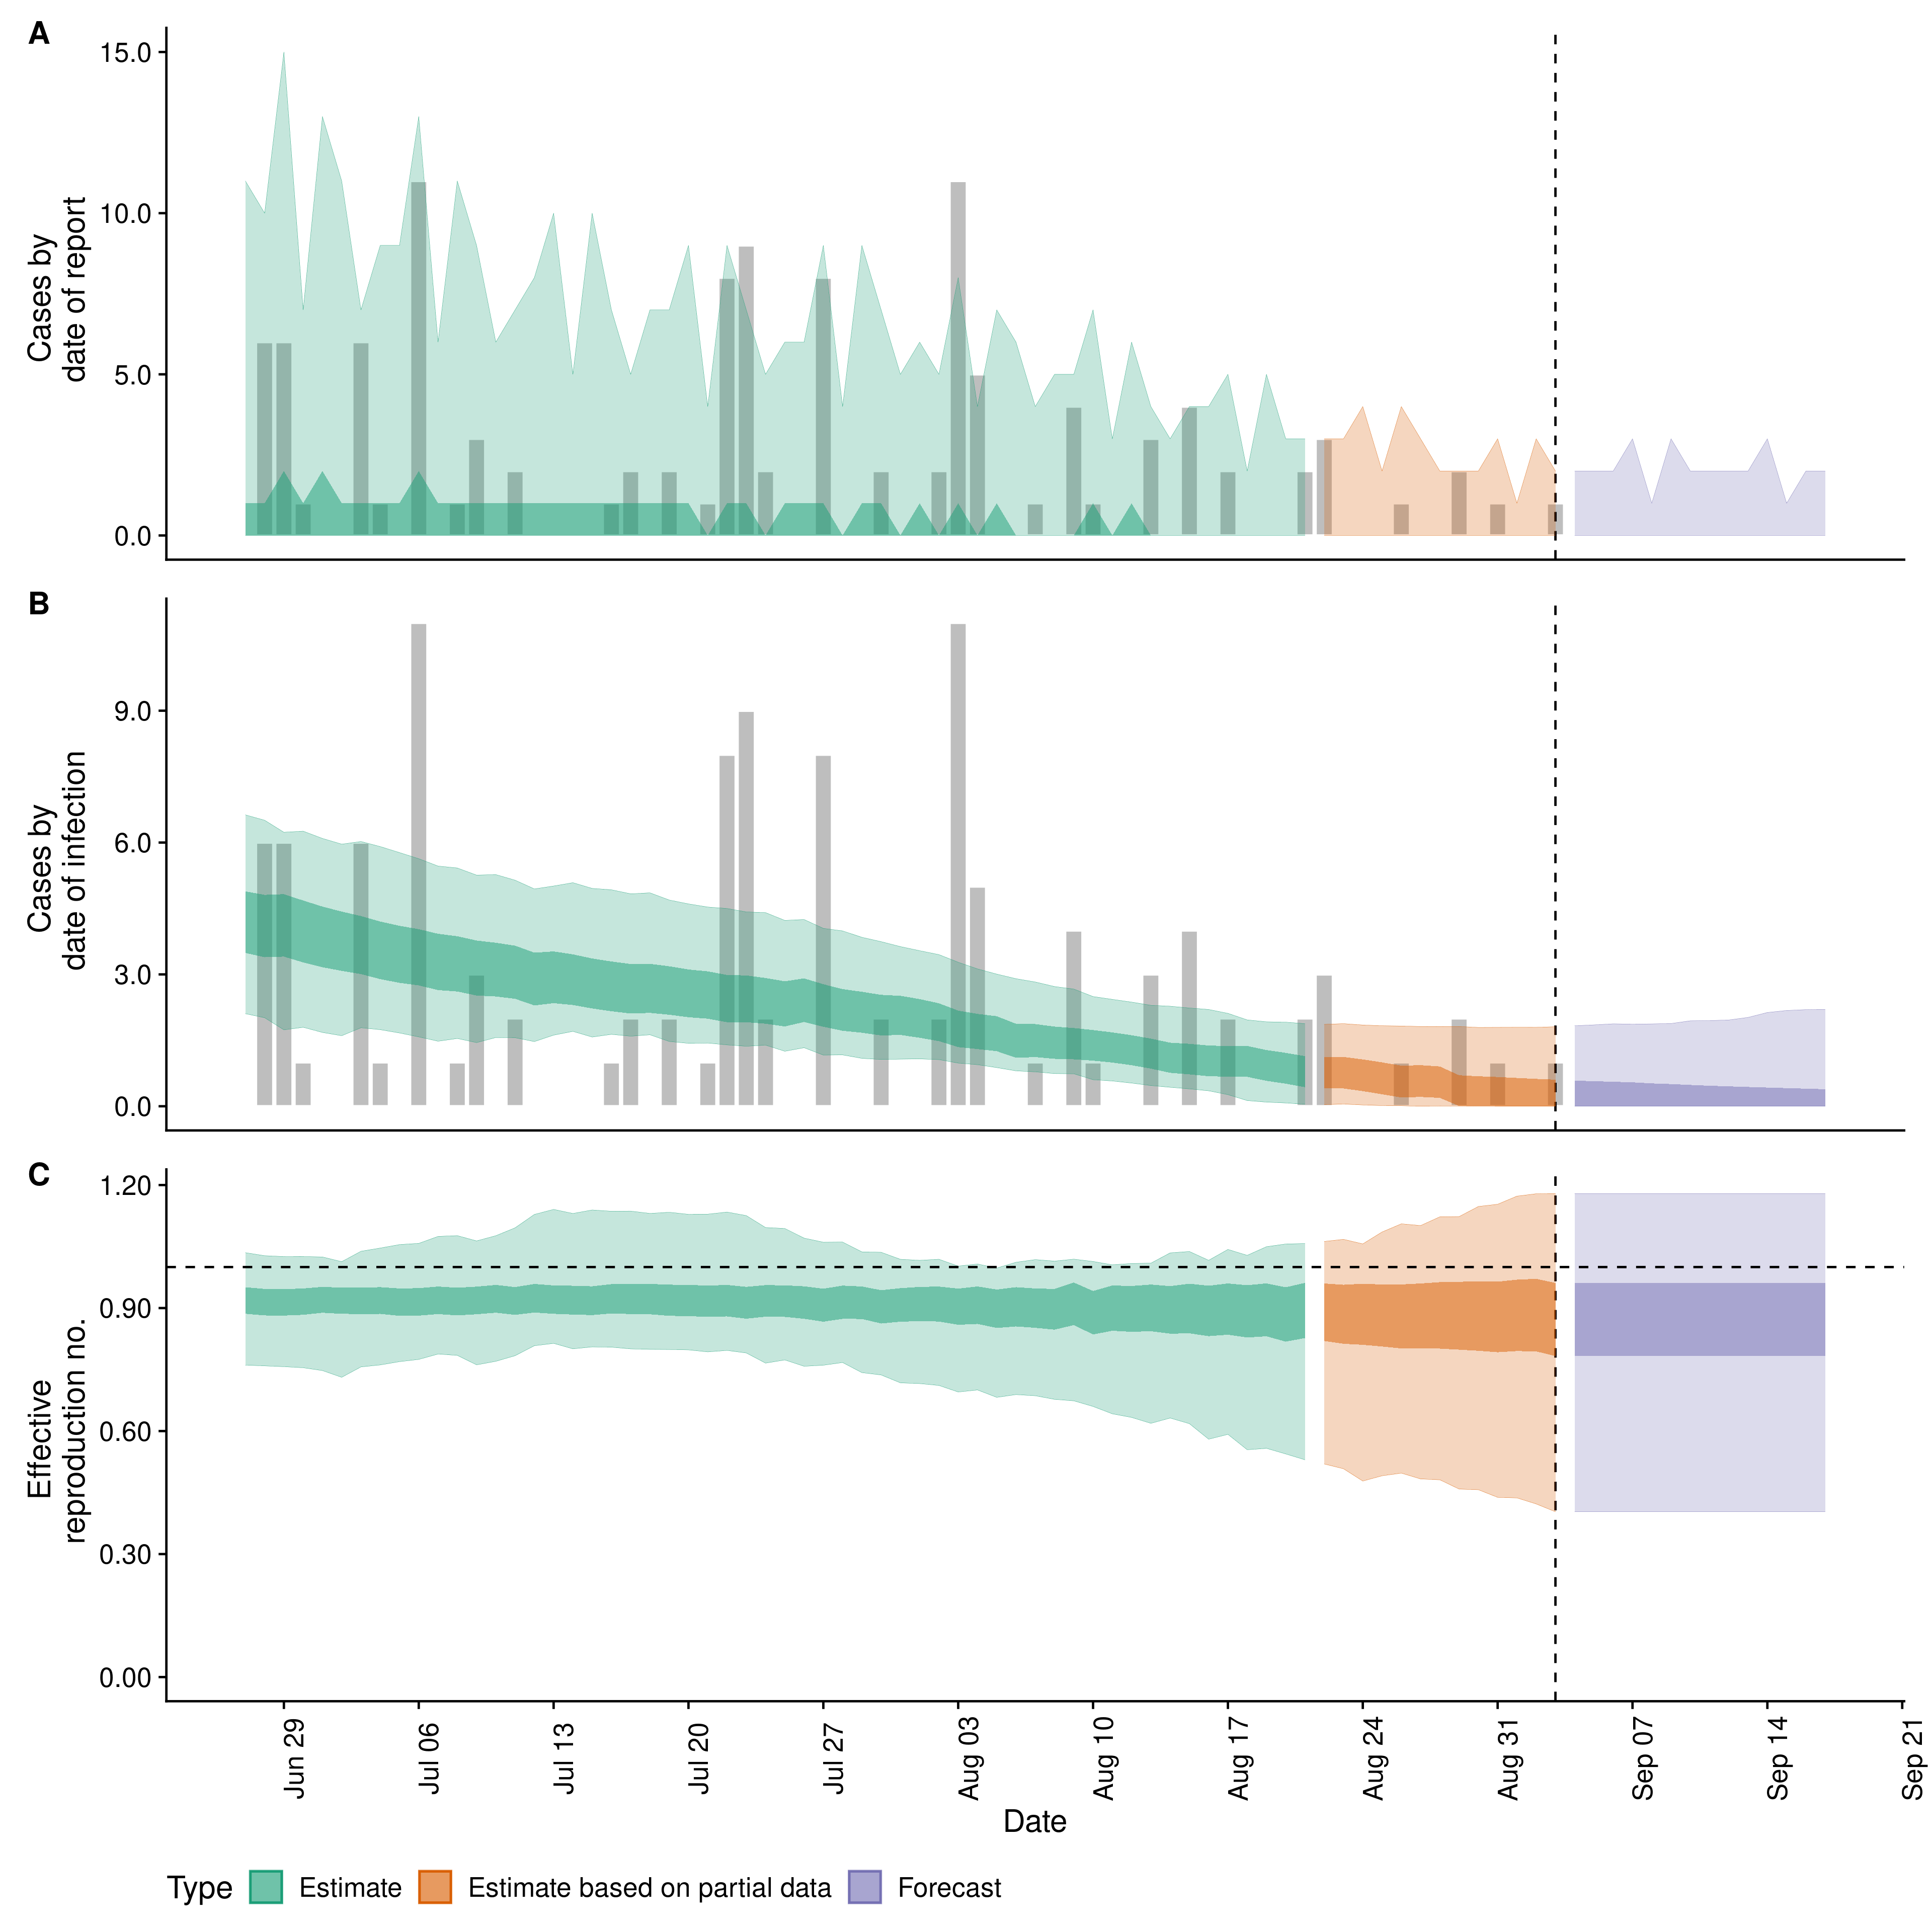 A
Cases by
date of report
15.0
10.0
5.0
0.0
B
Cases by
date of infection
9.0
6.0
3.0
0.0
C
Effective
reproduction no.
1.20
0.90
0.60
0.30
0.00
Jun 29
Jul 06
Jul 13
Jul 20
Jul 27
Aug 03
Aug 10
Aug 17
Aug 24
Aug 31
Sep 07
Sep 14
Sep 21
Date
Type Estimate Estimate based on partial data Forecast